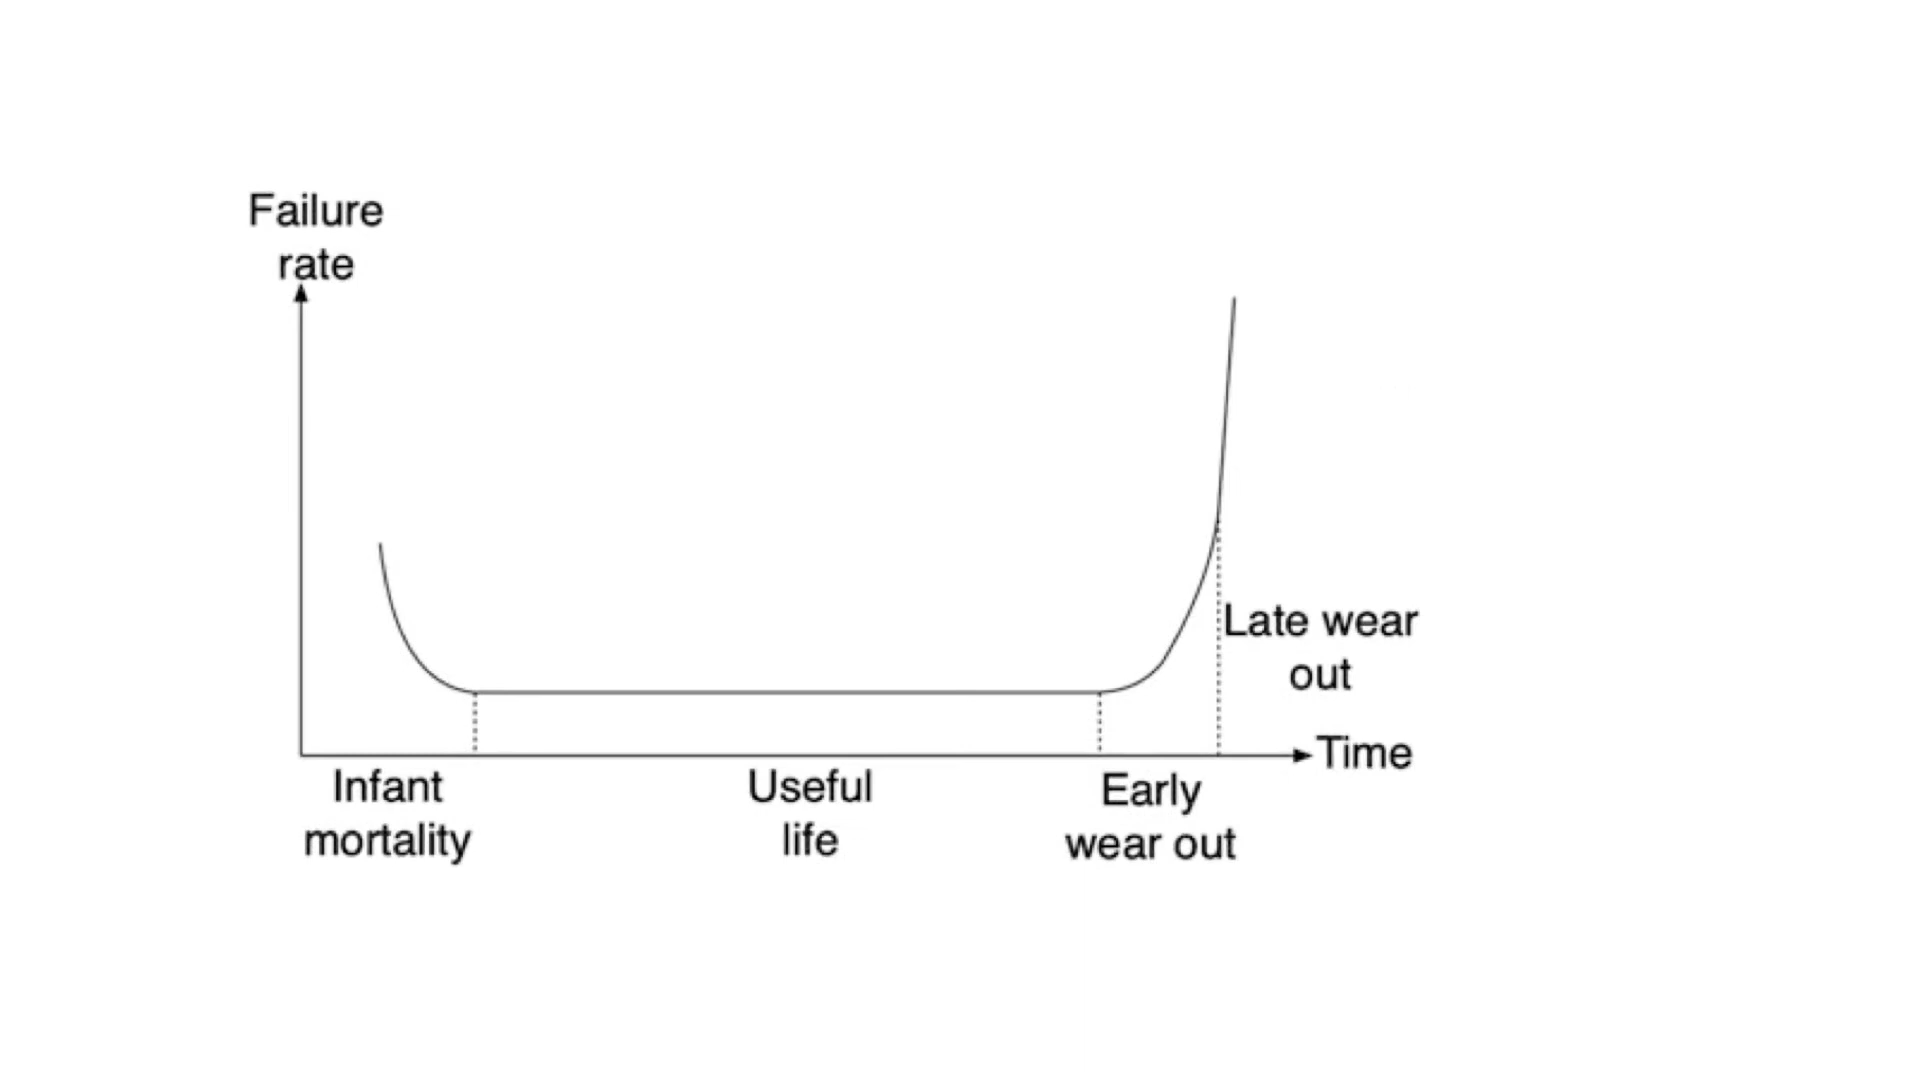 Failure
rate
Late wear
out
Time
Infant
mortality
Useful
life
Early
wear out